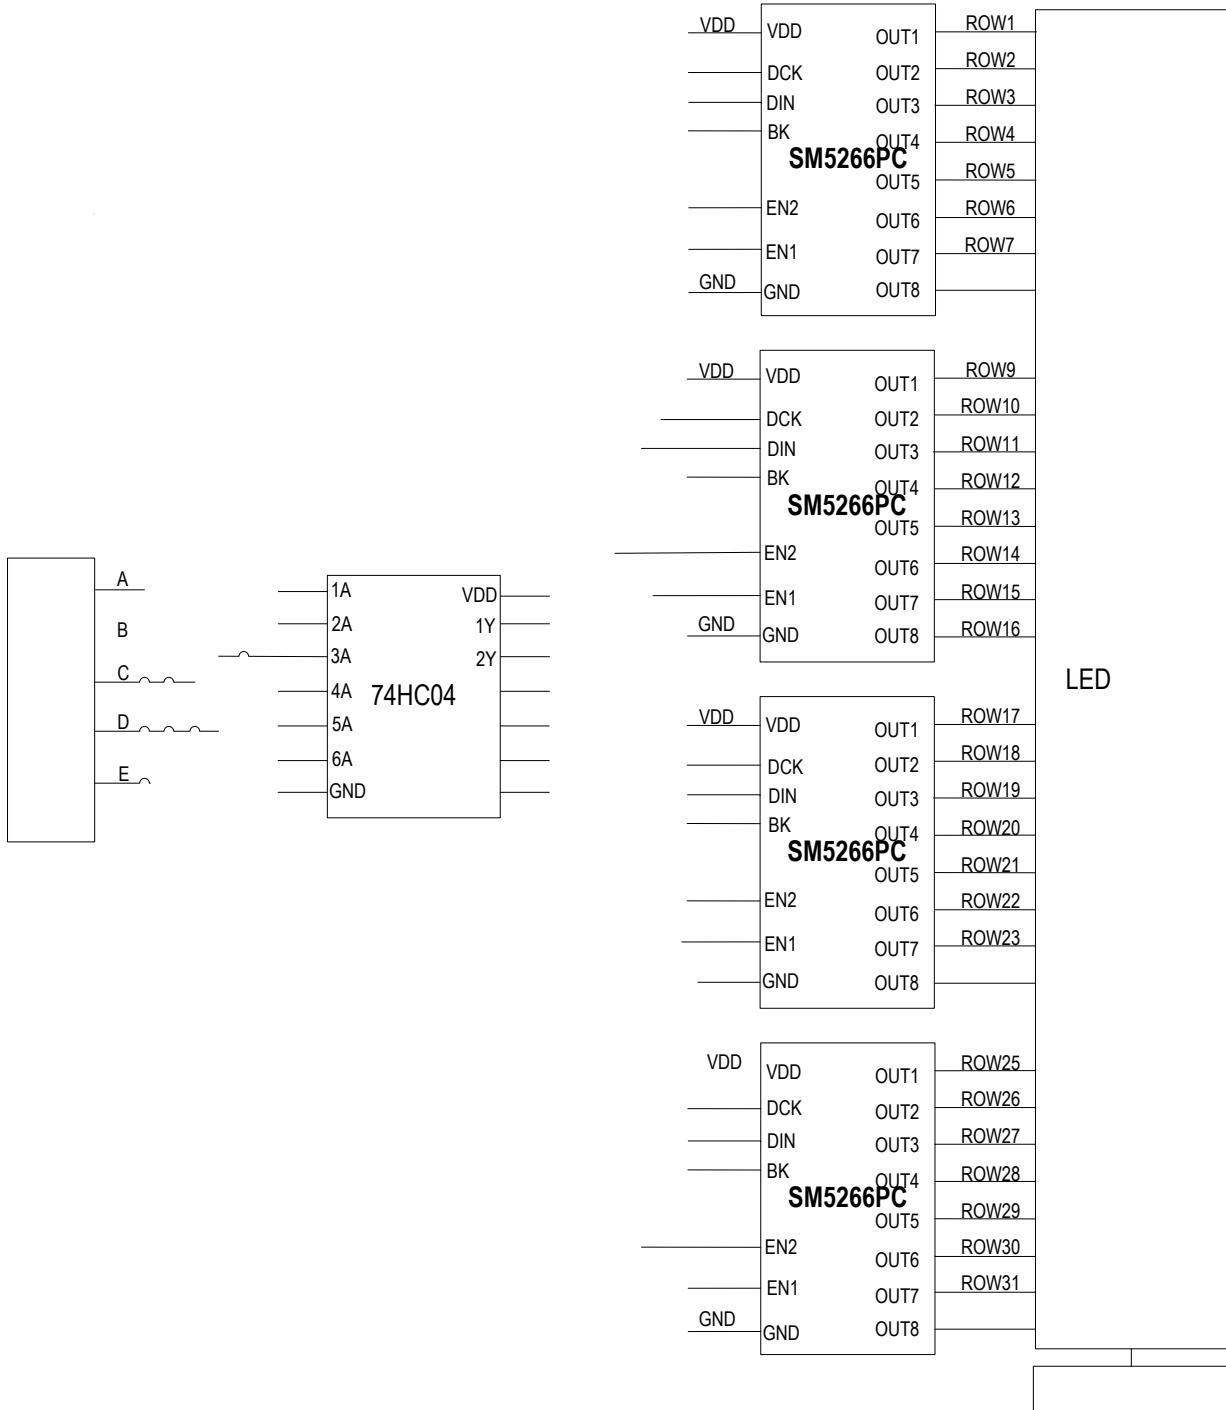 VDD
VDD
OUT1
ROW1
DCK
OUT2
ROW2
DIN
OUT3
ROW3
BK
OUT4
ROW4
SM5266PC
OUT5
ROW5
EN2
OUT6
ROW6
EN1
OUT7
ROW7
GND
GND
OUT8
VDD
VDD
OUT1
ROW9
DCK
OUT2
ROW10
DIN
OUT3
ROW11
BK
OUT4
ROW12
SM5266PC
OUT5
ROW13
EN2
OUT6
ROW14
EN1
OUT7
ROW15
GND
GND
OUT8
ROW16
A
B
C
D
E
1A
2A
3A
4A
5A
6A
GND
74HC04
VDD
1Y
2Y
LED
VDD
VDD
OUT1
ROW17
DCK
OUT2
ROW18
DIN
OUT3
ROW19
BK
OUT4
ROW20
SM5266PC
OUT5
ROW21
EN2
OUT6
ROW22
EN1
OUT7
ROW23
GND
OUT8
VDD
VDD
OUT1
ROW25
DCK
OUT2
ROW26
DIN
OUT3
ROW27
BK
OUT4
ROW28
SM5266PC
OUT5
ROW29
EN2
OUT6
ROW30
EN1
OUT7
ROW31
GND
GND
OUT8